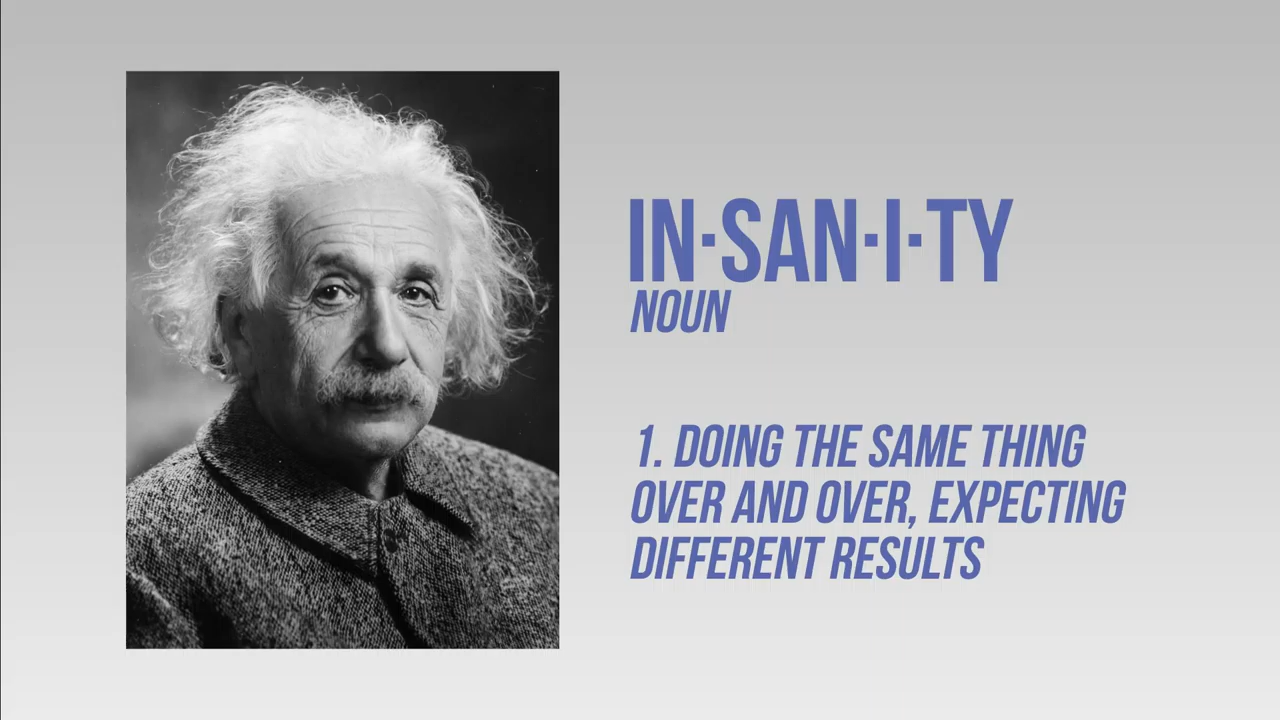 IN·SAN·I·TY
NOUN
1. DOING THE SAME THING
OVER AND OVER, EXPECTING
DIFFERENT RESULTS